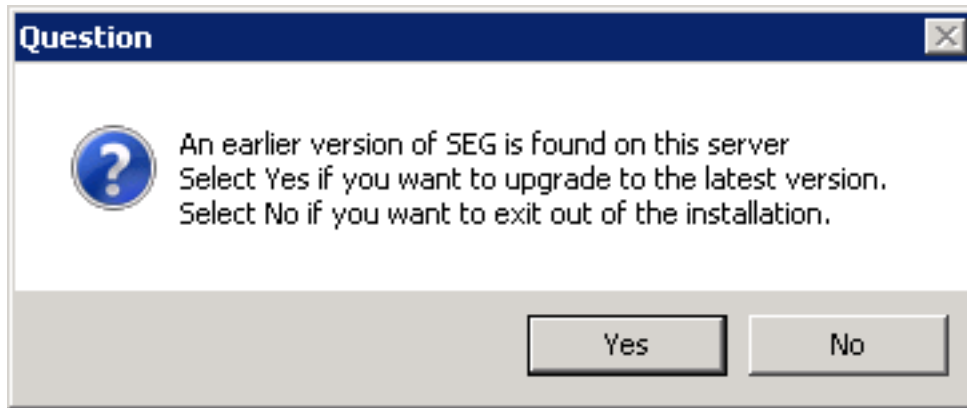 Question
An earlier version of SEG is found on this server
Select Yes if you want to upgrade to the latest version.
Select No if you want to exit out of the installation.
Yes
No